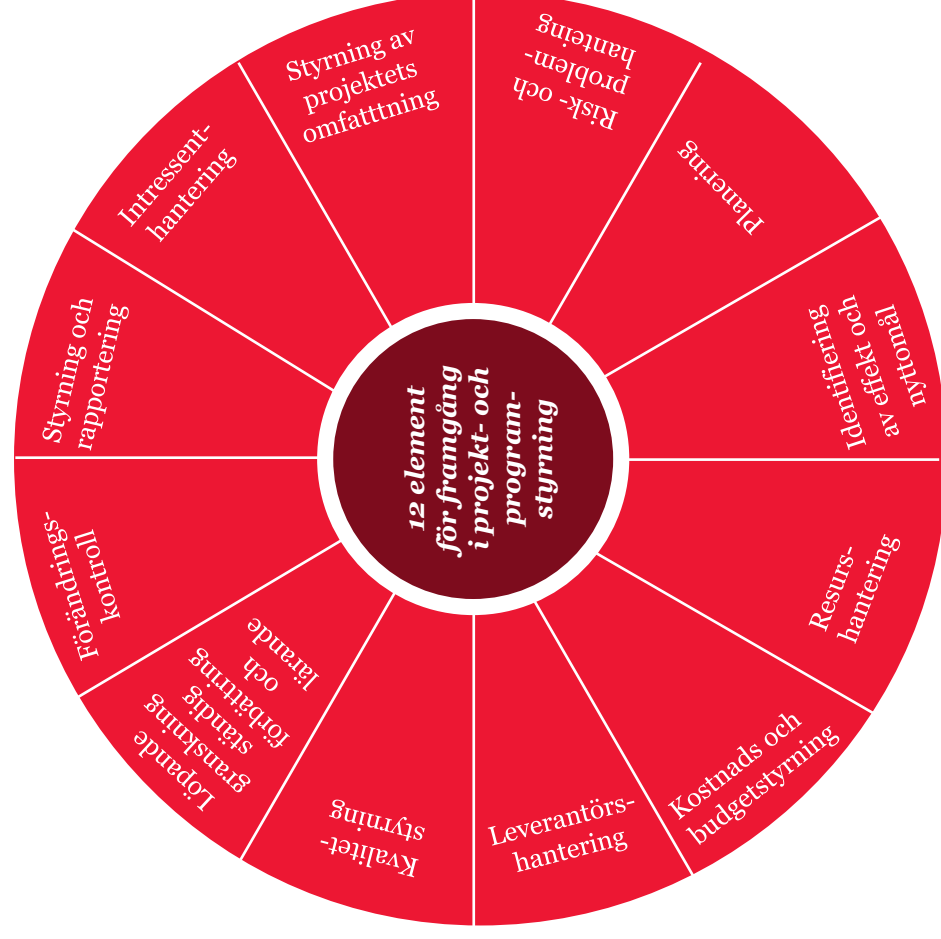 12 element
för framgång
i projekt- och
program-
styrning
Risk- och
problem-
hanteing
Planering
Identifiering
av effekt och
nyttomål
Resurs-
hantering
Kostnads och
budgetstyrning
Leverantörs-
hantering
Kvalitet-
styrning
Löpande
granskning
ständig
förbättring
och
lärande
Förändrings-
kontroll
Styrning och
rapportering
Intressent-
hantering
Styrning av
projektets
omfatttning